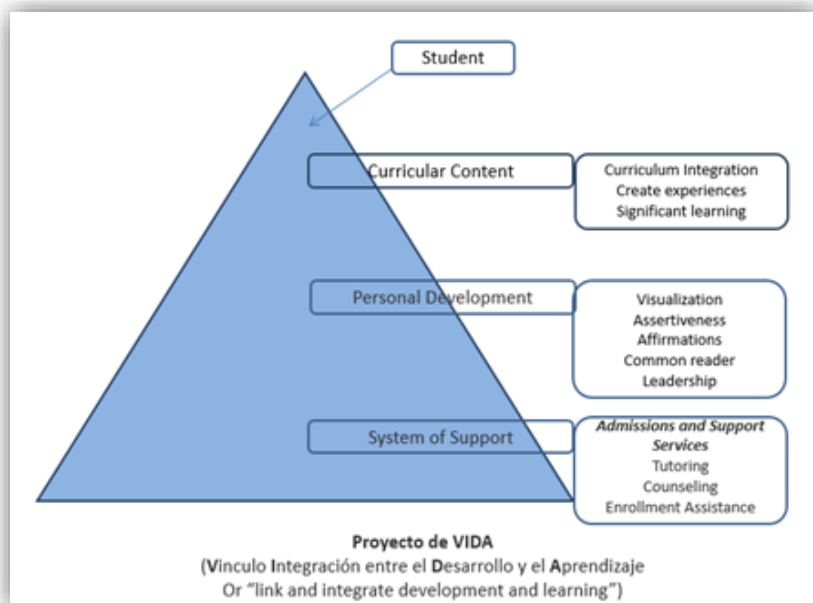 Student
Curricular Content
Curriculum Integration
Create experiences
Significant learning
Personal Development
Visualization
Assertiveness
Affirmations
Common reader
Leadership
System of Support
Admissions and Support
Services
Tutoring
Counseling
Enrollment Assistance
Proyecto de VIDA
(Vinculo Integración entre el Desarrollo y el Aprendizaje
Or “link and integrate development and learning”)